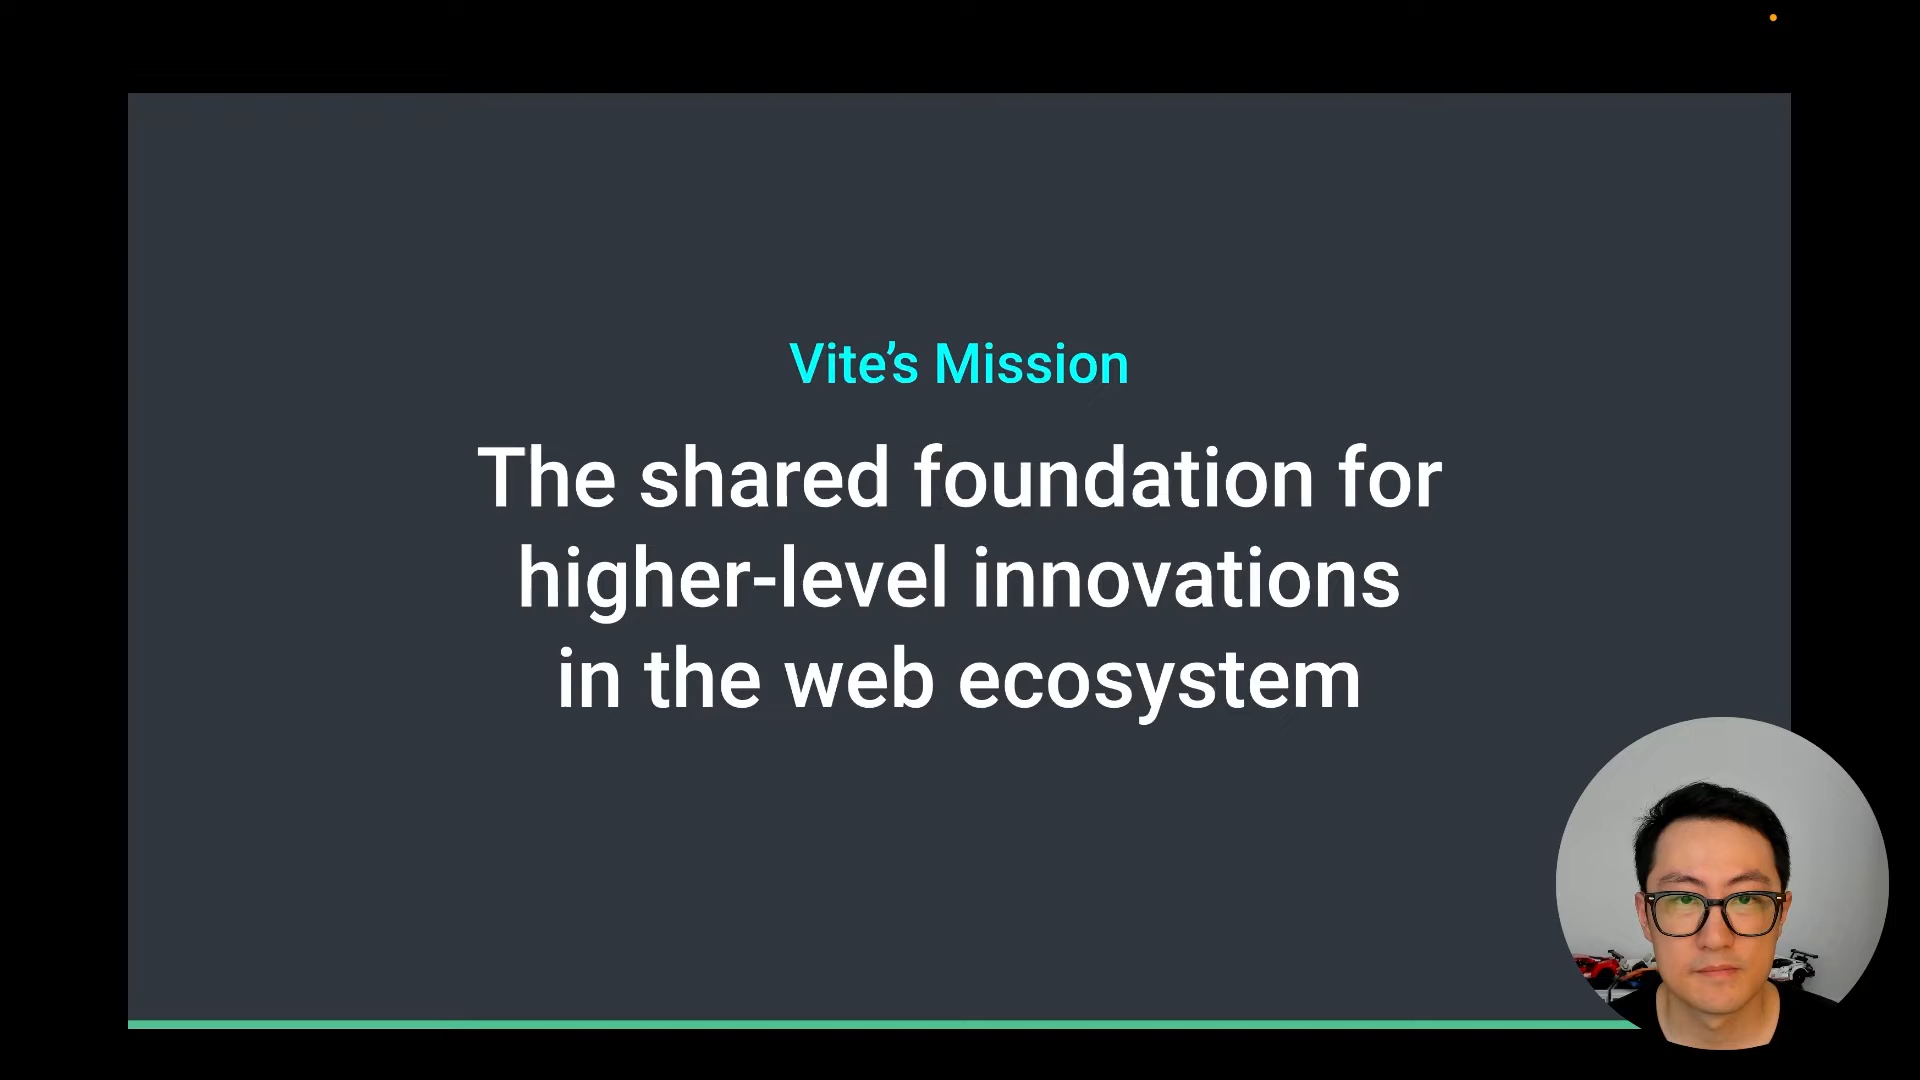 Vite’s Mission
The shared foundation for
higher-level innovations
in the web ecosystem